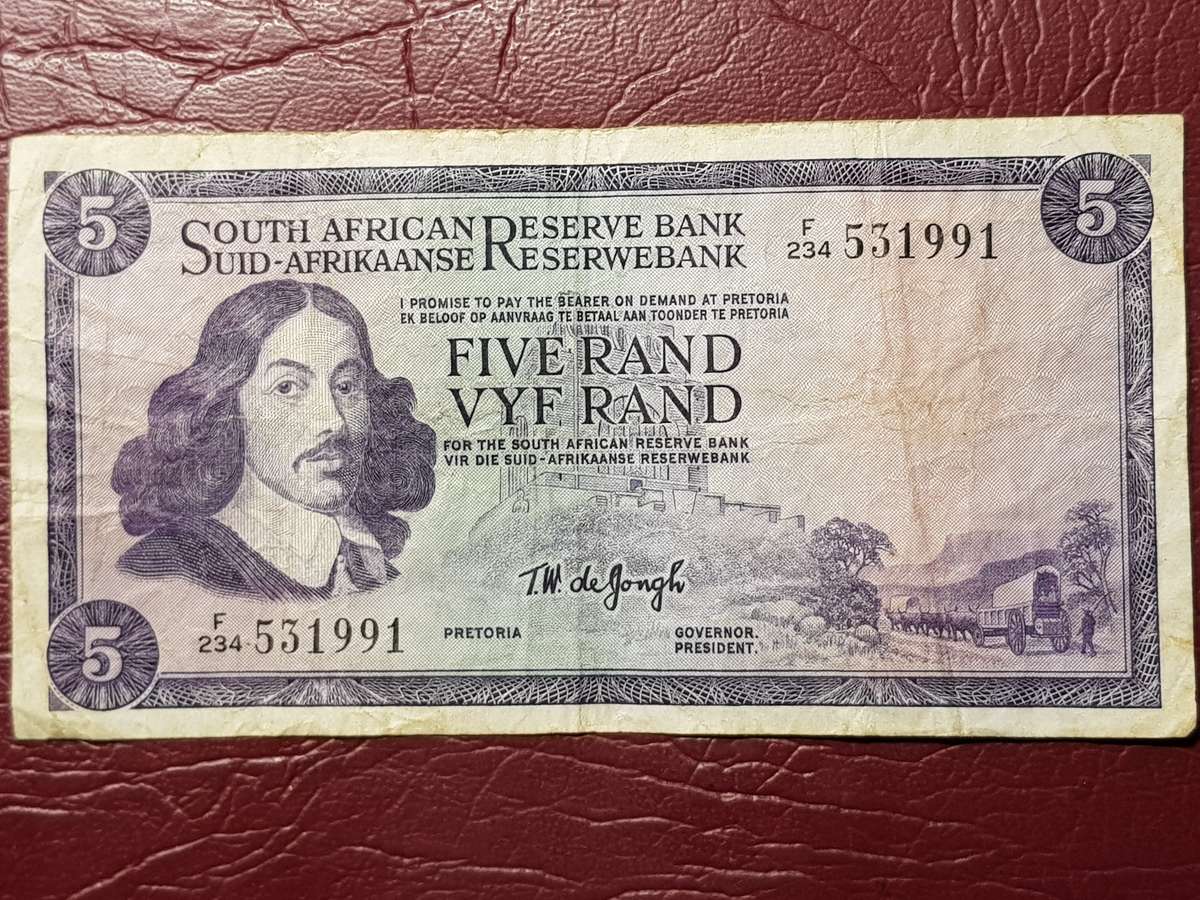 5
5
SOUTH AFRICAN RESERVE BANK
SUID-AFRIKAANSE RESERWEBANK
F
234 531991
I PROMISE TO PAY THE BEARER ON DEMAND AT PRETORIA
EK BELOOF OP AANVRAAG TE BETAAL AAN TOONDER TE PRETORIA
FIVE RAND
VYF RAND
FOR THE SOUTH AFRICAN RESERVE BANK
VIR DIE SUID-AFRIKAANSE RESERWEBANK
T.W. de Jongh
5
F
234 531991
PRETORIA
GOVERNOR.
PRESIDENT.